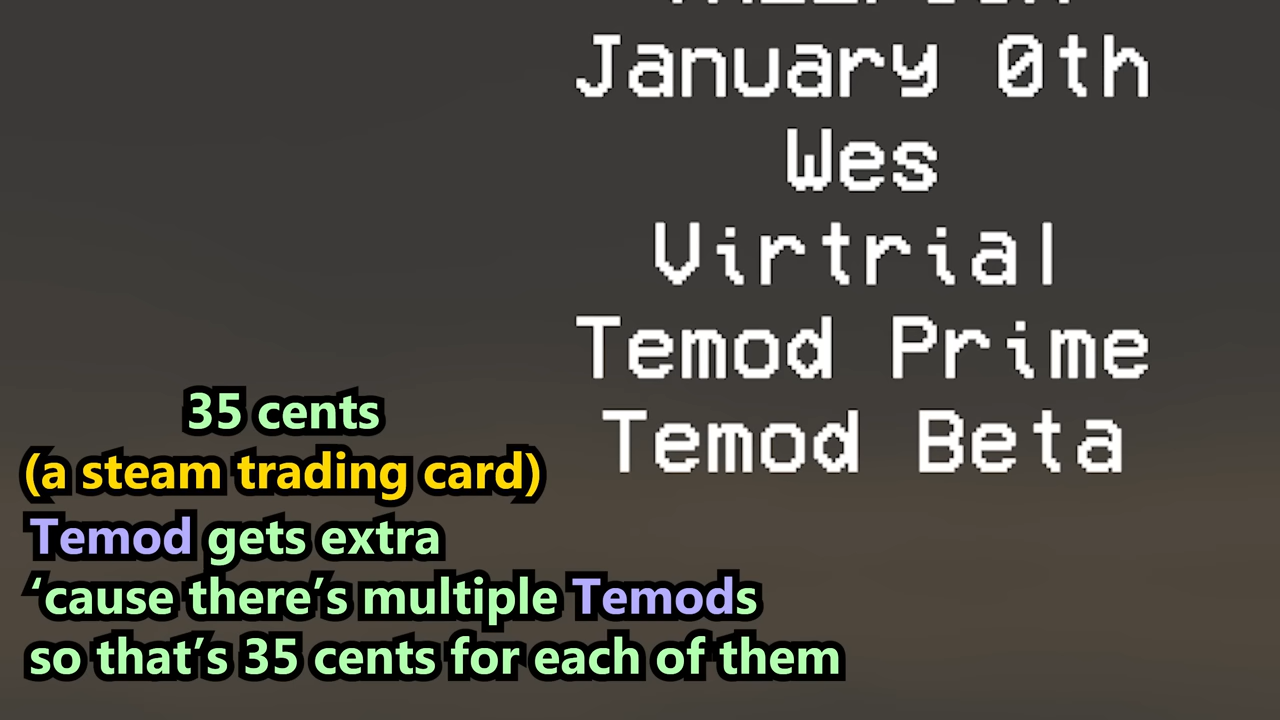 January 0th
Wes
Virtrial
Temod Prime
Temod Beta
35 cents
(a steam trading card)
Temod gets extra
‘cause there’s multiple Temods
so that’s 35 cents for each of them